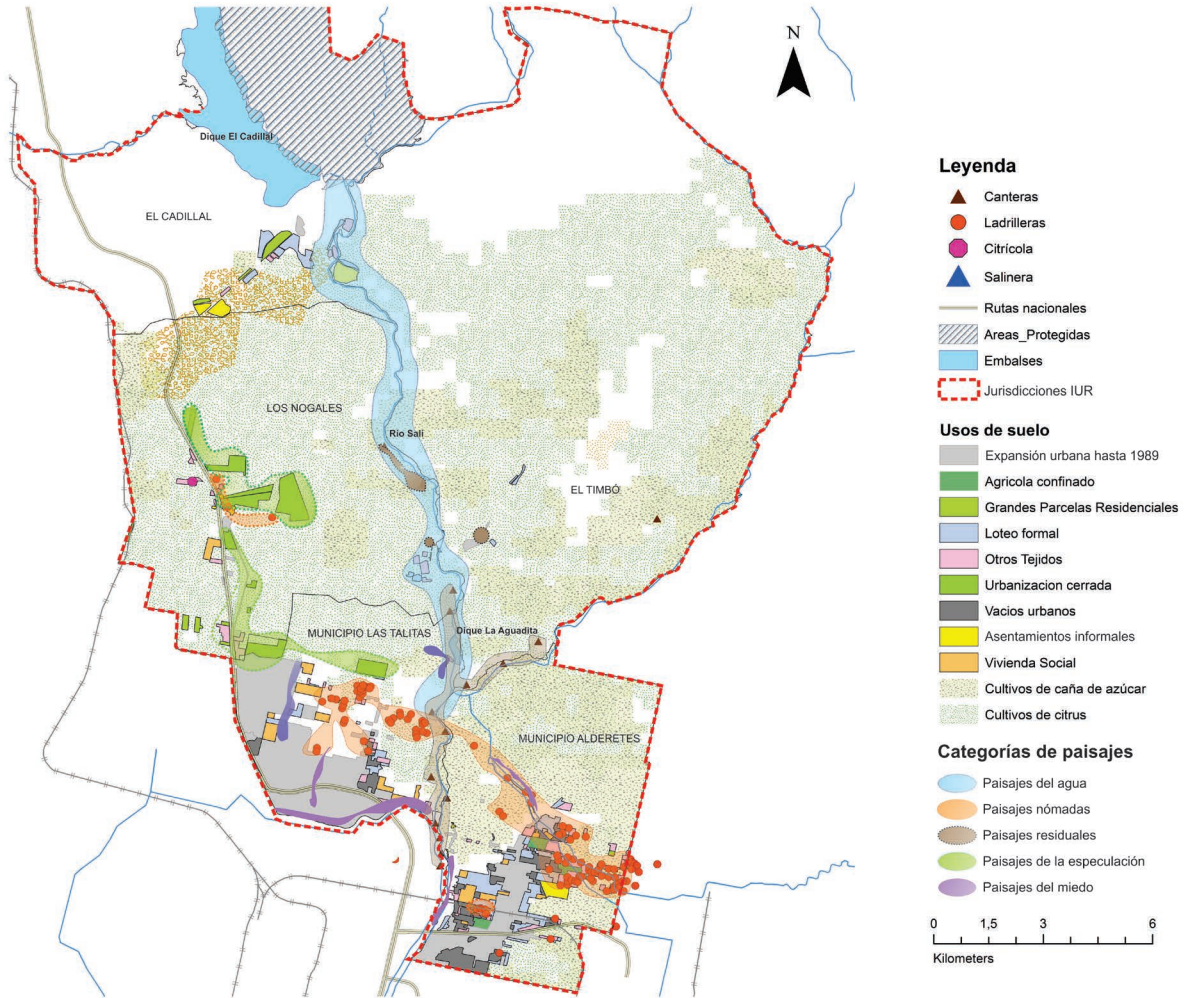 N
Dique El Cadillal
EL CADILLAL
LOS NOGALES
Río Salí
EL TIMBÓ
MUNICIPIO LAS TALITAS
Dique La Aguadita
MUNICIPIO ALDERETES
Leyenda
Canteras
Ladrilleras
Citrícola
Salinera
Rutas nacionales
Areas_Protegidas
Embalses
Jurisdicciones IUR
Usos de suelo
Expansión urbana hasta 1989
Agricola confinado
Grandes Parcelas Residenciales
Loteo formal
Otros Tejidos
Urbanizacion cerrada
Vacios urbanos
Asentamientos informales
Vivienda Social
Cultivos de caña de azúcar
Cultivos de citrus
Categorías de paisajes
Paisajes del agua
Paisajes nómadas
Paisajes residuales
Paisajes de la especulación
Paisajes del miedo
0 1,5 3 6
Kilometers